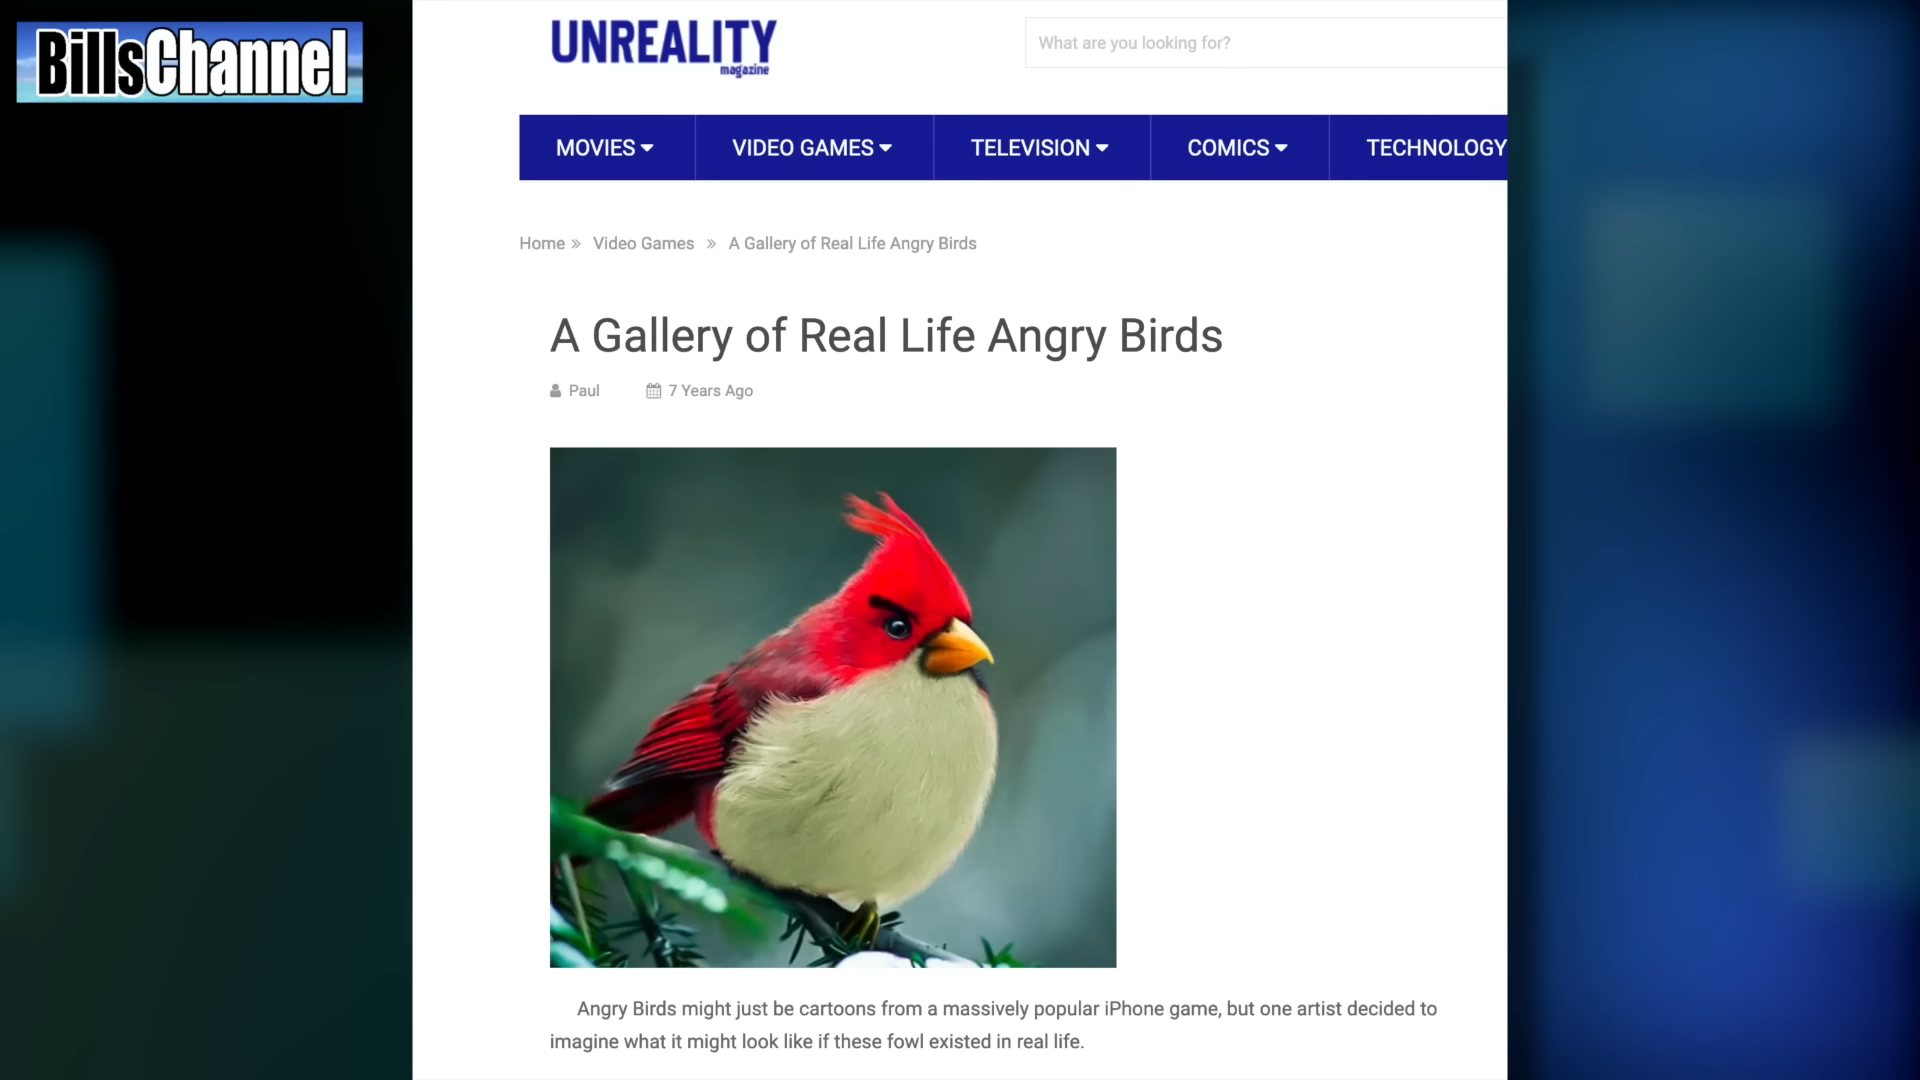 BillsChannel
UNREALITY
magazine
What are you looking for?
MOVIES
VIDEO GAMES
TELEVISION
COMICS
TECHNOLOGY
Home » Video Games » A Gallery of Real Life Angry Birds
A Gallery of Real Life Angry Birds
Paul 7 Years Ago
Angry Birds might just be cartoons from a massively popular iPhone game, but one artist decided to
imagine what it might look like if these fowl existed in real life.